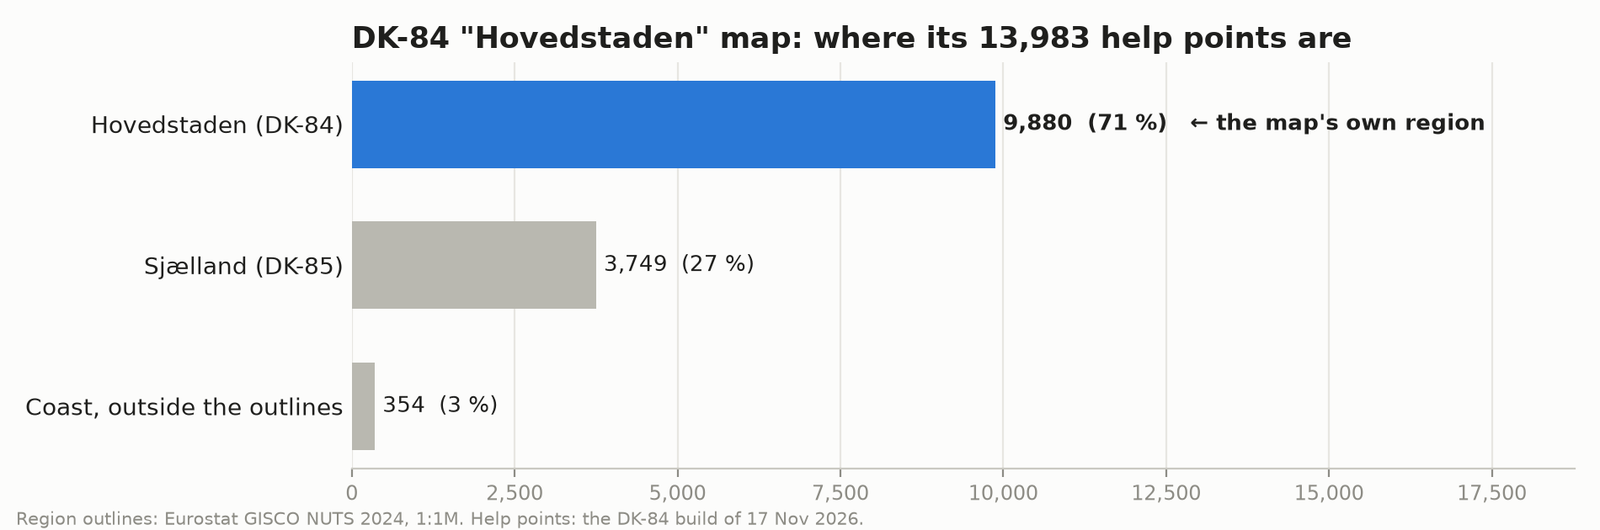 DK-84 "Hovedstaden" map: where its 13,983 help points are
Hovedstaden (DK-84)
9,880 (71 %) ← the map's own region
Sjælland (DK-85)
3,749 (27 %)
Coast, outside the outlines
354 (3 %)
0 2,500 5,000 7,500 10,000 12,500 15,000 17,500
Region outlines: Eurostat GISCO NUTS 2024, 1:1M. Help points: the DK-84 build of 17 Nov 2026.